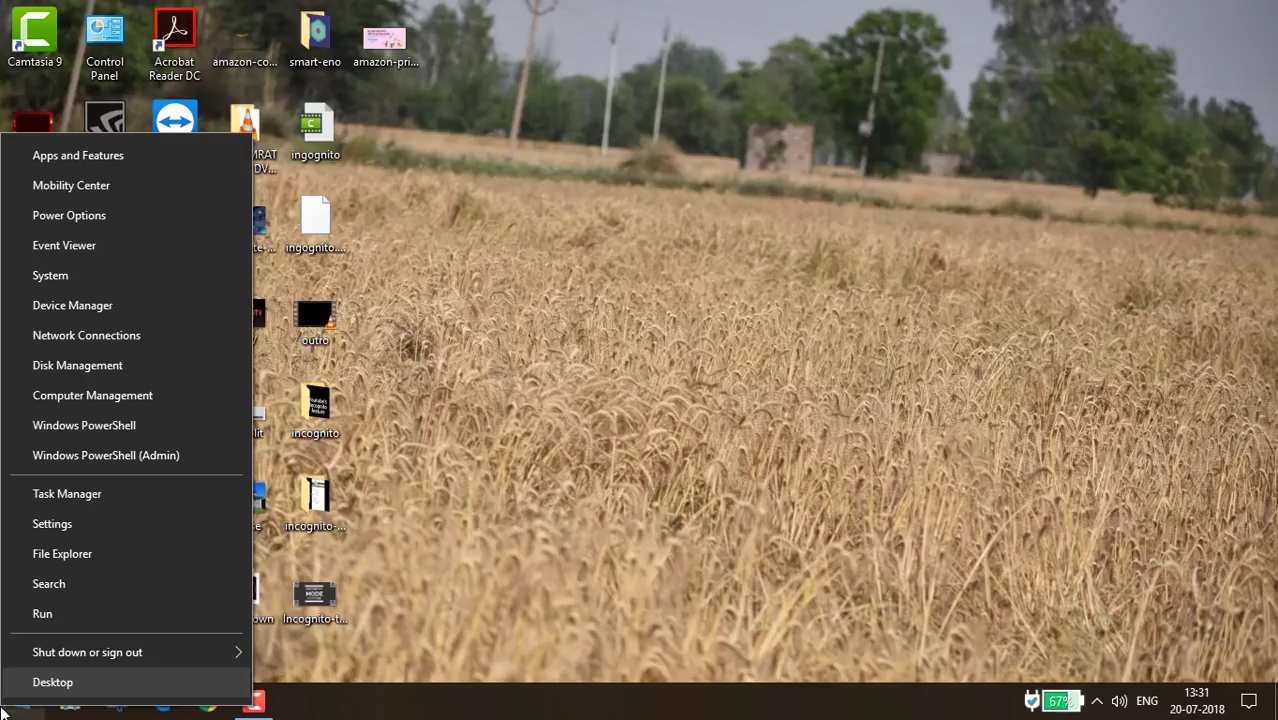 Camtasia 9
Control
Panel
Acrobat
Reader DC
amazon-co...
smart-eno
amazon-pri...
ingognito
ingognito....
outro
incognito
incognito-...
MODE
Incognito-t...
Apps and Features
Mobility Center
Power Options
Event Viewer
System
Device Manager
Network Connections
Disk Management
Computer Management
Windows PowerShell
Windows PowerShell (Admin)
Task Manager
Settings
File Explorer
Search
Run
Shut down or sign out
Desktop
67%
ENG
13:31
20-07-2018